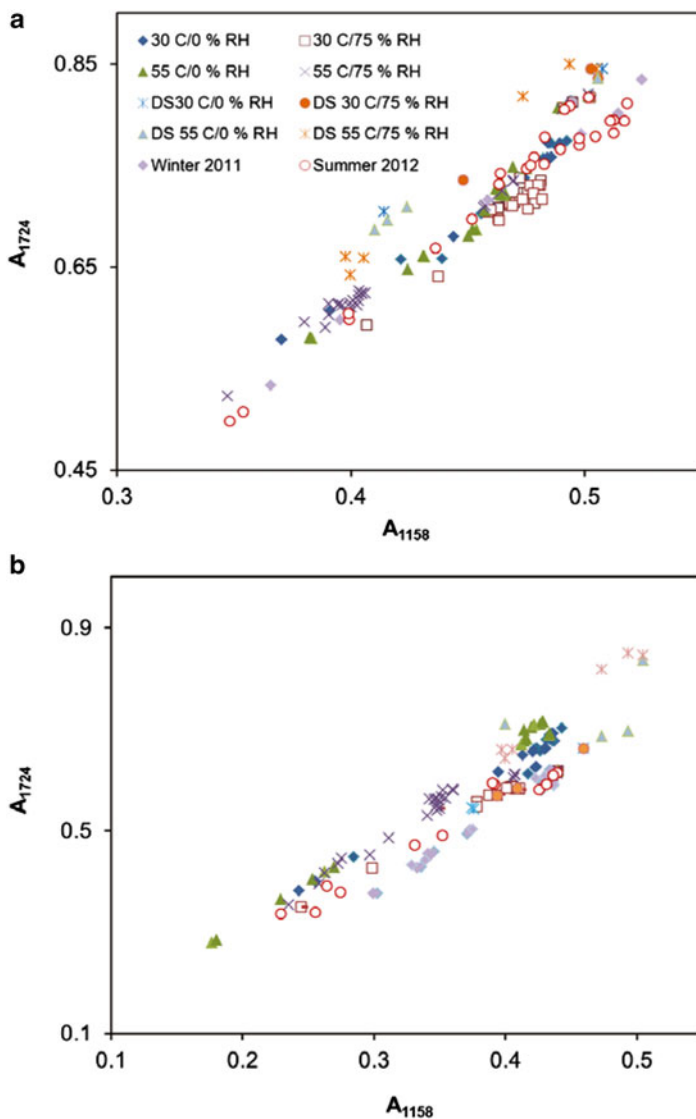 a
30 C/0 % RH 30 C/75 % RH
0.85
55 C/0 % RH 55 C/75 % RH
DS30 C/0 % RH DS 30 C/75 % RH
DS 55 C/0 % RH DS 55 C/75 % RH
Winter 2011 Summer 2012
A1724
0.65
0.45
0.3 0.4 0.5
A1158
b
0.9
A1724
0.5
0.1
0.1 0.2 0.3 0.4 0.5
A1158